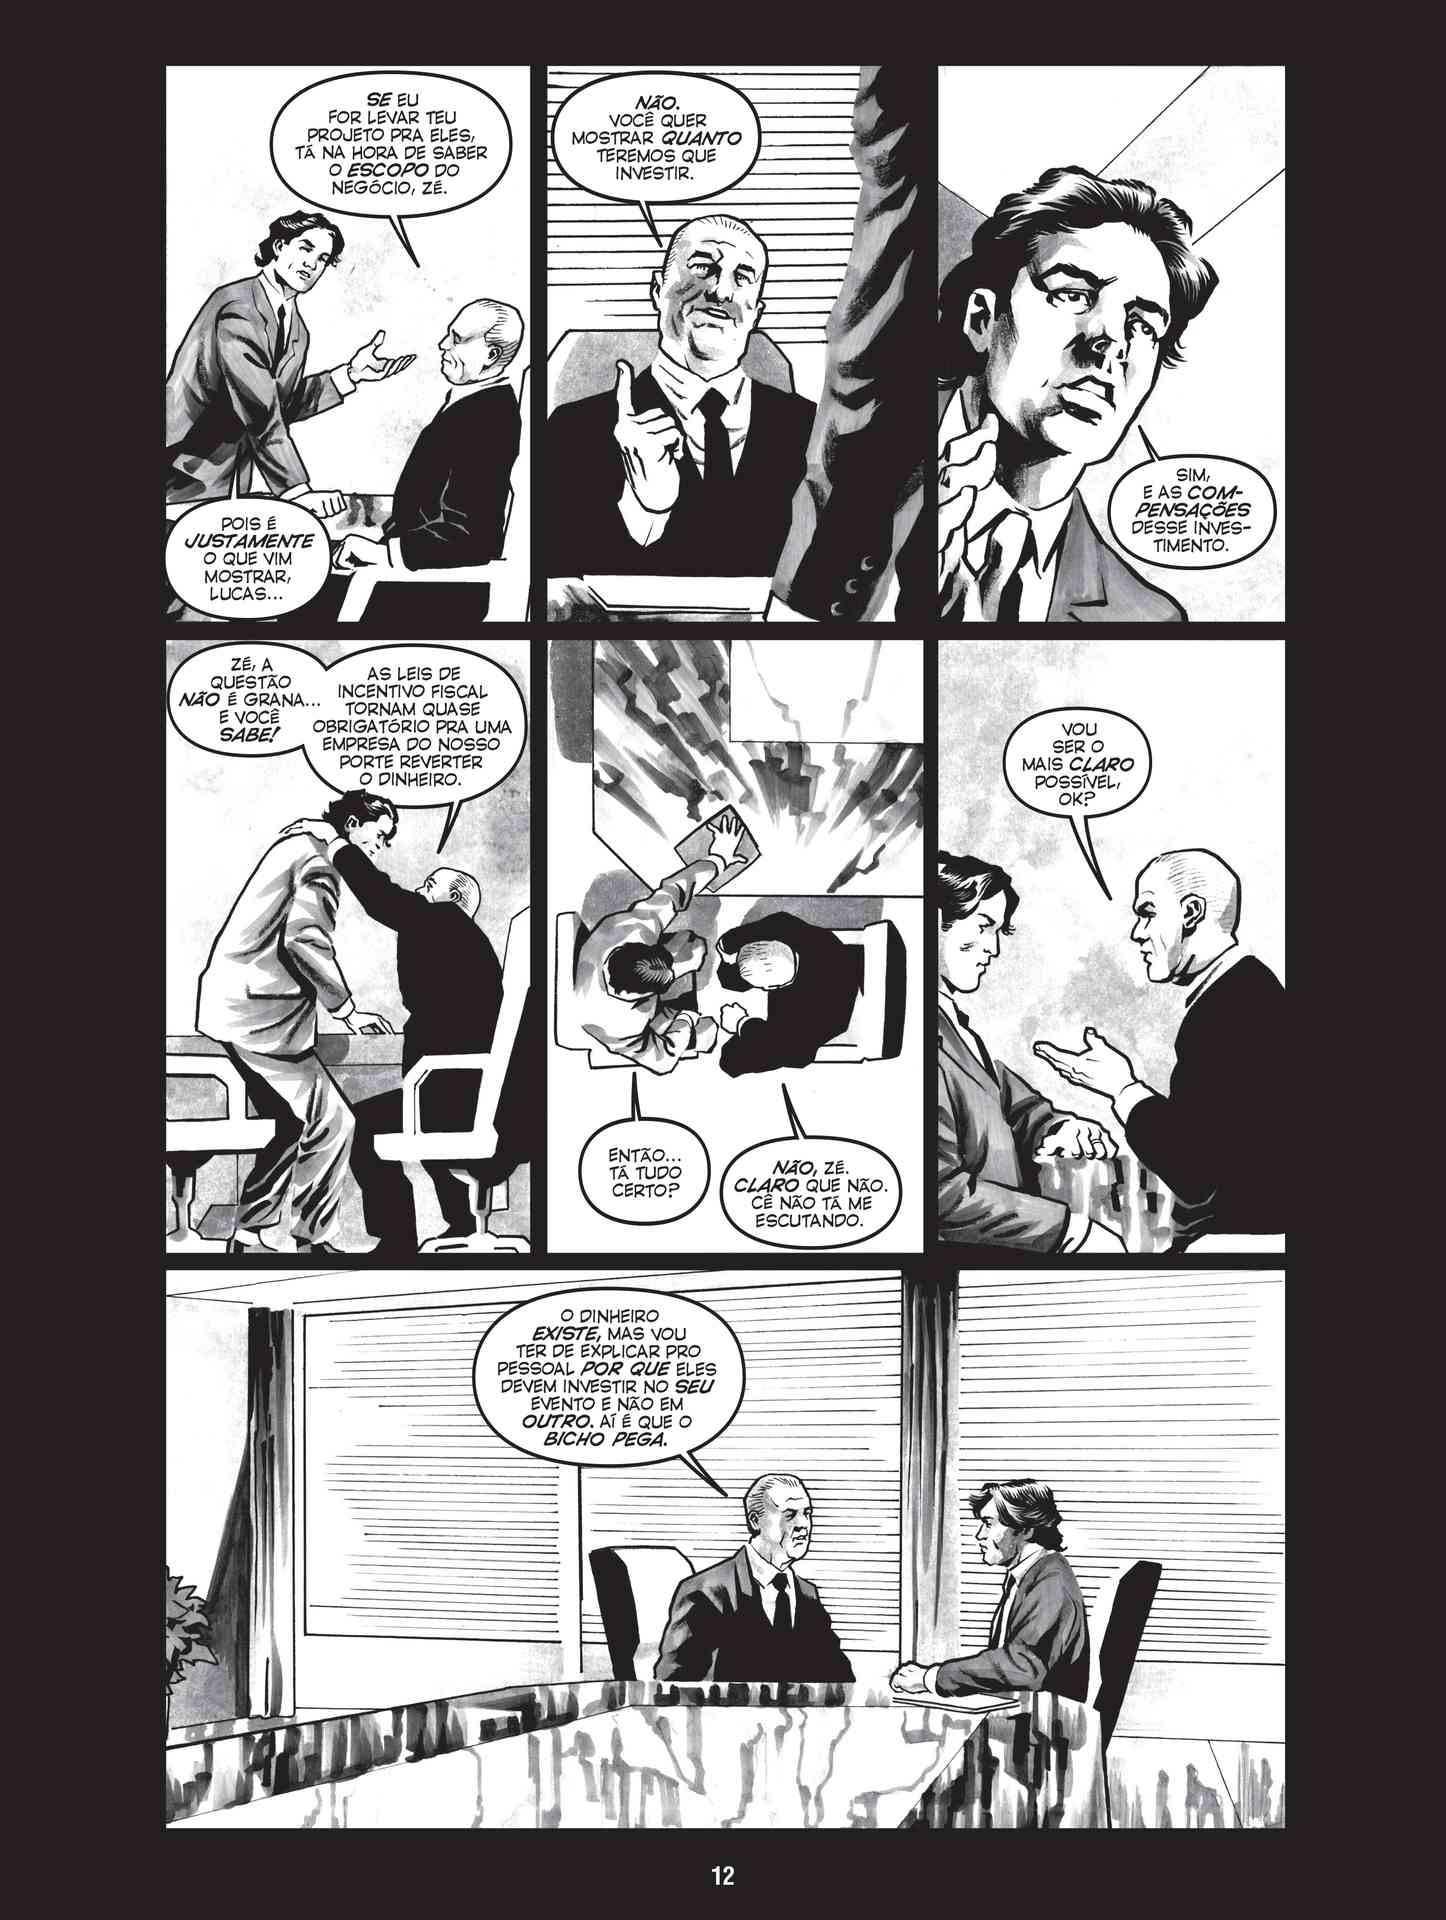 SE EU
FOR LEVAR TEU
PROJETO PRA ELES,
TÁ NA HORA DE SABER
O ESCOPO DO
NEGÓCIO, ZÉ.
POIS É
JUSTAMENTE
O QUE VIM
MOSTRAR,
LUCAS...
NÃO.
VOCÊ QUER
MOSTRAR QUANTO
TEREMOS QUE
INVESTIR.
SIM,
E AS COM-
PENSAÇÕES
DESSE INVES-
TIMENTO.
ZÉ, A
QUESTÃO
NÃO É GRANA...
E VOCÊ
SABE!
AS LEIS DE
INCENTIVO FISCAL
TORNAM QUASE
OBRIGATÓRIO PRA UMA
EMPRESA DO NOSSO
PORTE REVERTER
O DINHEIRO.
ENTÃO...
TÁ TUDO
CERTO?
NÃO, ZÉ.
CLARO QUE NÃO.
CÊ NÃO TÁ ME
ESCUTANDO.
VOU
SER O
MAIS CLARO
POSSÍVEL,
OK?
O DINHEIRO
EXISTE, MAS VOU
TER DE EXPLICAR PRO
PESSOAL POR QUE ELES
DEVEM INVESTIR NO SEU
EVENTO E NÃO EM
OUTRO. AÍ É QUE O
BICHO PEGA.
12